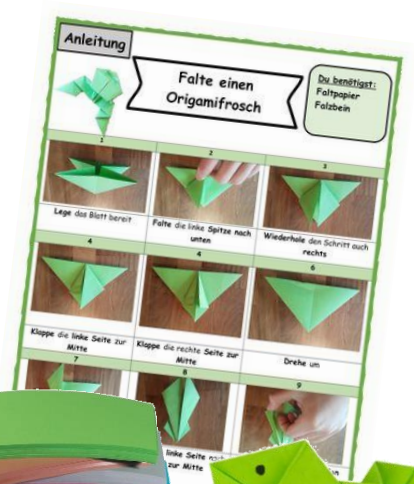 Anleitung
Falte einen
Origamifrosch
Du benötigst:
Faltpapier
Falzbein
1
2
3
Lege das Blatt bereit
Falte die linke Spitze nach
unten
Wiederhole den Schritt auch
rechts
4
4
6
Klappe die linke Seite zur
Mitte
Klappe die rechte Seite zur
Mitte
Drehe um
7
8
9
linke Seite
zur Mitte